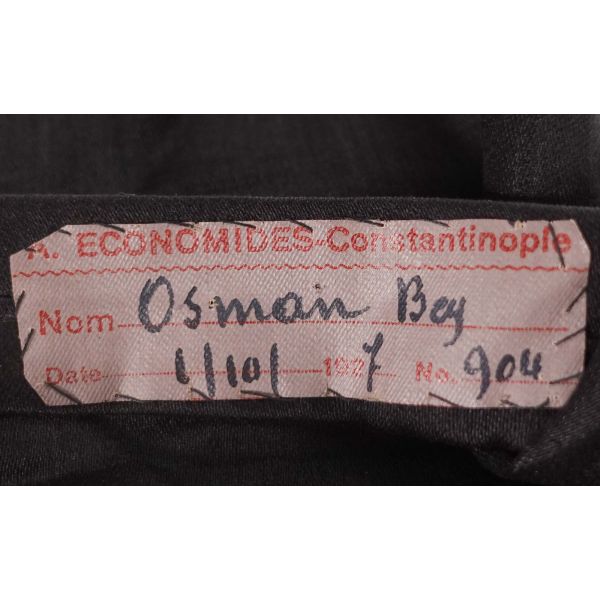 A. ECONOMIDES-Constantinople
Nom Osman Bey
Date 1/10/ 1927 No. 904